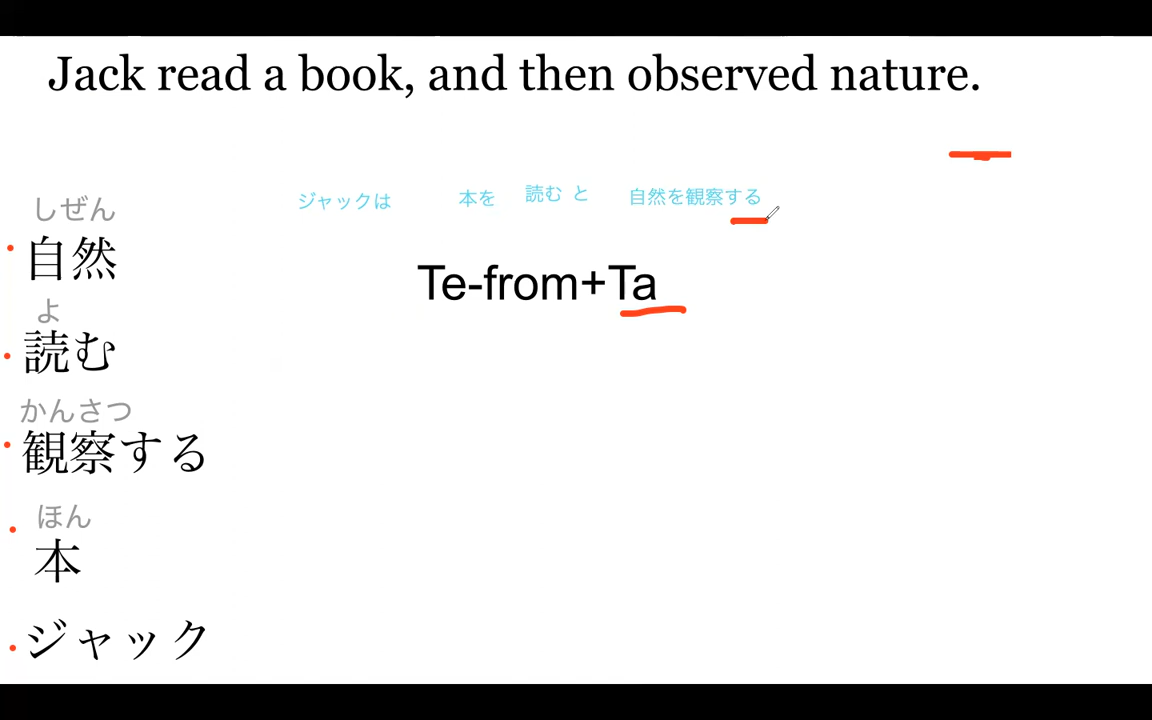 Jack read a book, and then observed nature.
ジャックは 本を 読む と 自然を観察する
Te-from+Ta
しぜん
自然
よ
読む
かんさつ
観察する
ほん
本
ジャック